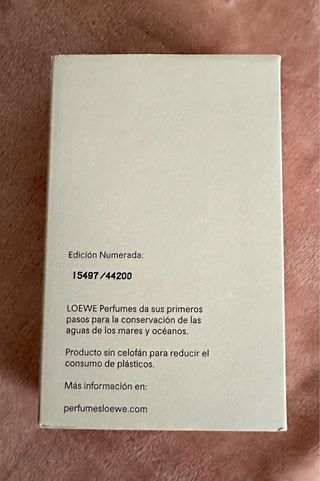 Edición Numerada:
15497/44200
LOEWE Perfumes da sus primeros
pasos para la conservación de las
aguas de los mares y océanos.
Producto sin celofán para reducir el
consumo de plásticos.
Más información en:
perfumesloewe.com